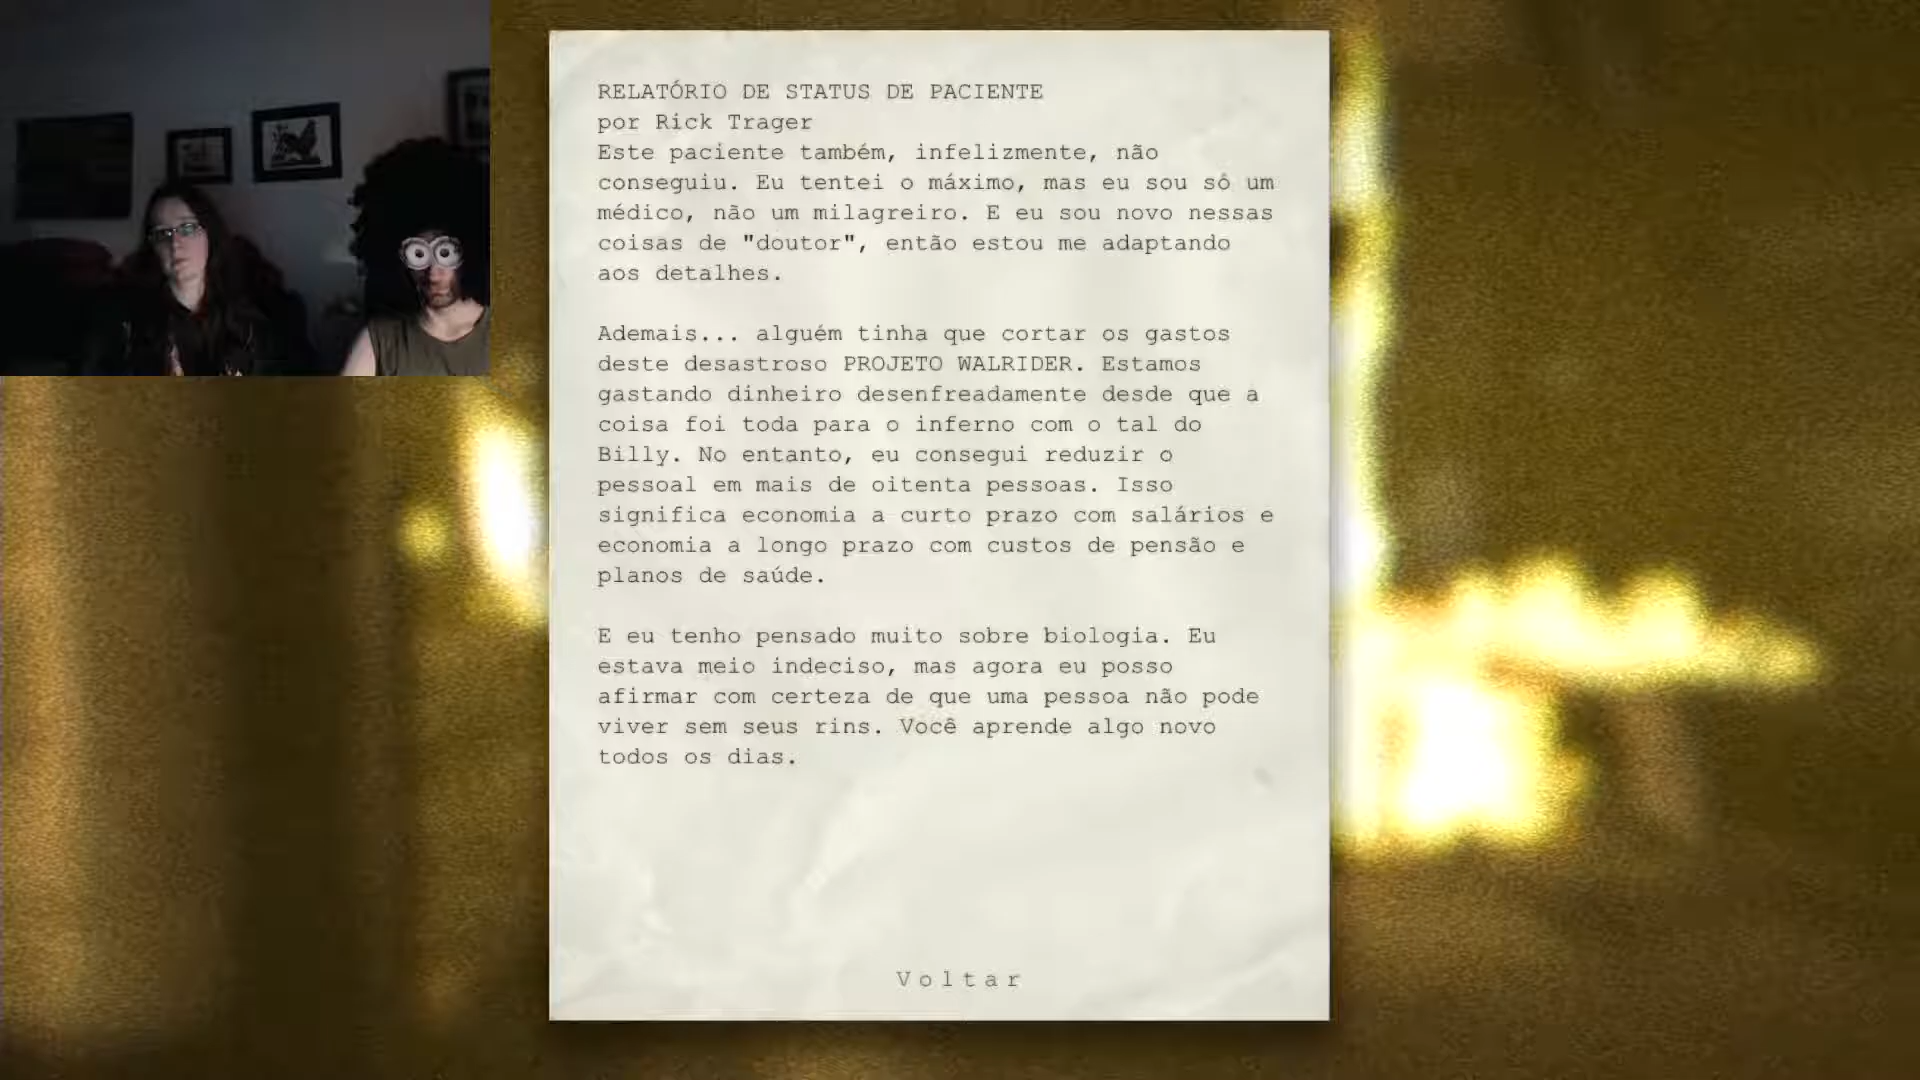 RELATÓRIO DE STATUS DE PACIENTE
por Rick Trager
Este paciente também, infelizmente, não
conseguiu. Eu tentei o máximo, mas eu sou só um
médico, não um milagreiro. E eu sou novo nessas
coisas de "doutor", então estou me adaptando
aos detalhes.
Ademais... alguém tinha que cortar os gastos
deste desastroso PROJETO WALRIDER. Estamos
gastando dinheiro desenfreadamente desde que a
coisa foi toda para o inferno com o tal do
Billy. No entanto, eu consegui reduzir o
pessoal em mais de oitenta pessoas. Isso
significa economia a curto prazo com salários e
economia a longo prazo com custos de pensão e
planos de saúde.
E eu tenho pensado muito sobre biologia. Eu
estava meio indeciso, mas agora eu posso
afirmar com certeza de que uma pessoa não pode
viver sem seus rins. Você aprende algo novo
todos os dias.
Voltar